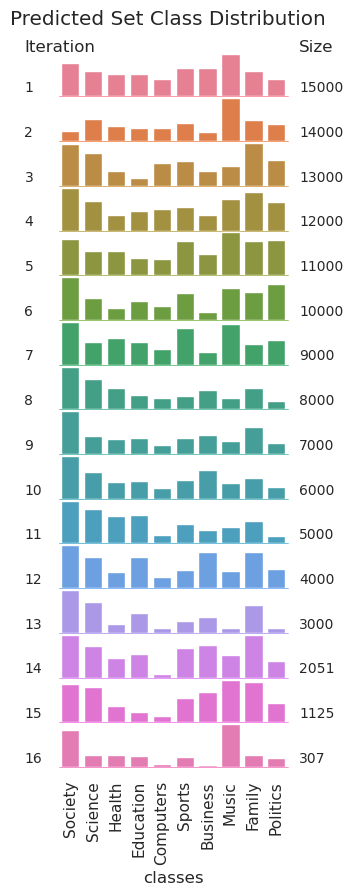 Predicted Set Class Distribution
Iteration Size
1 15000
2 14000
3 13000
4 12000
5 11000
6 10000
7 9000
8 8000
9 7000
10 6000
11 5000
12 4000
13 3000
14 2051
15 1125
16 307
Society
Science
Health
Education
Computers
Sports
Business
Music
Family
Politics
classes